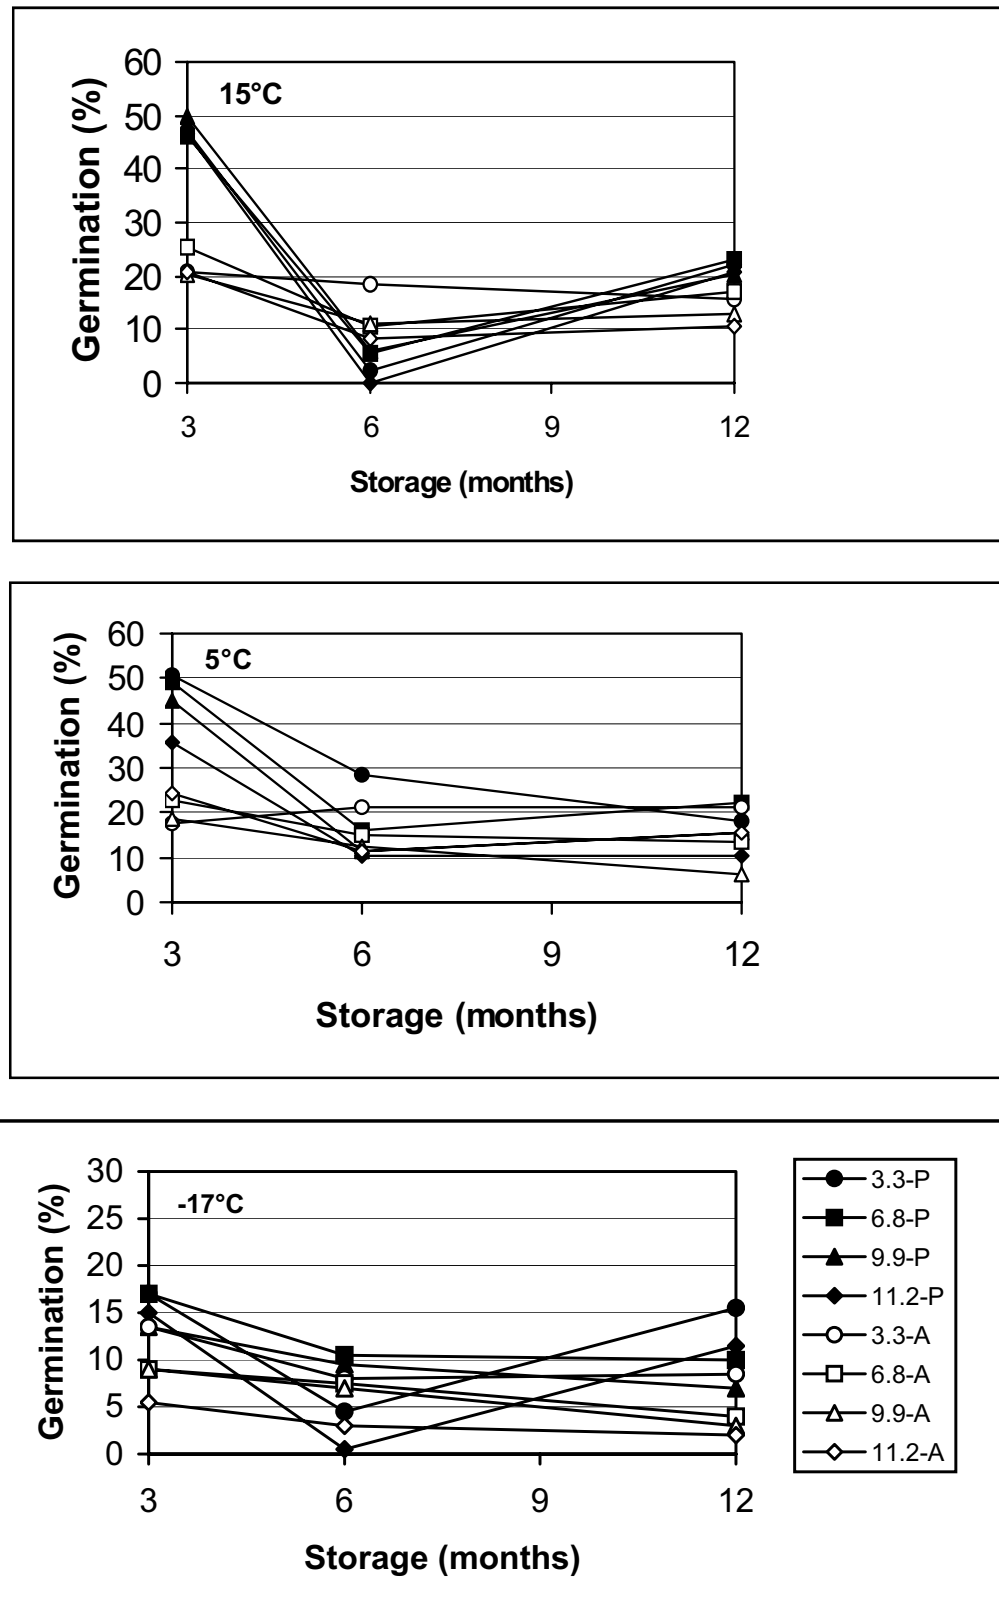 60
15°C
50
40
30
20
10
0
Germination (%)
3 6 9 12
Storage (months)
60
5°C
50
40
30
20
10
0
Germination (%)
3 6 9 12
Storage (months)
30
-17°C
25
20
15
10
5
0
Germination (%)
3 6 9 12
Storage (months)
3.3-P
6.8-P
9.9-P
11.2-P
3.3-A
6.8-A
9.9-A
11.2-A